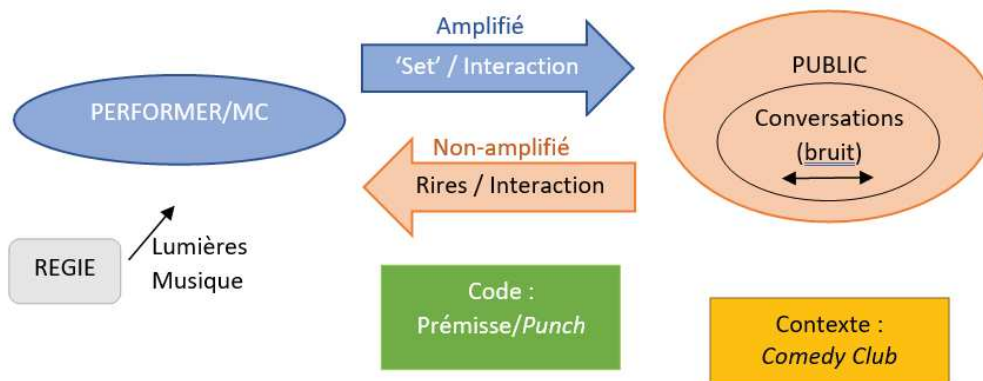 Amplifié
‘Set’ / Interaction
PERFORMER/MC
PUBLIC
Conversations
(bruit)
Non-amplifié
Rires / Interaction
REGIE
Lumières
Musique
Code :
Prémisse/Punch
Contexte :
Comedy Club